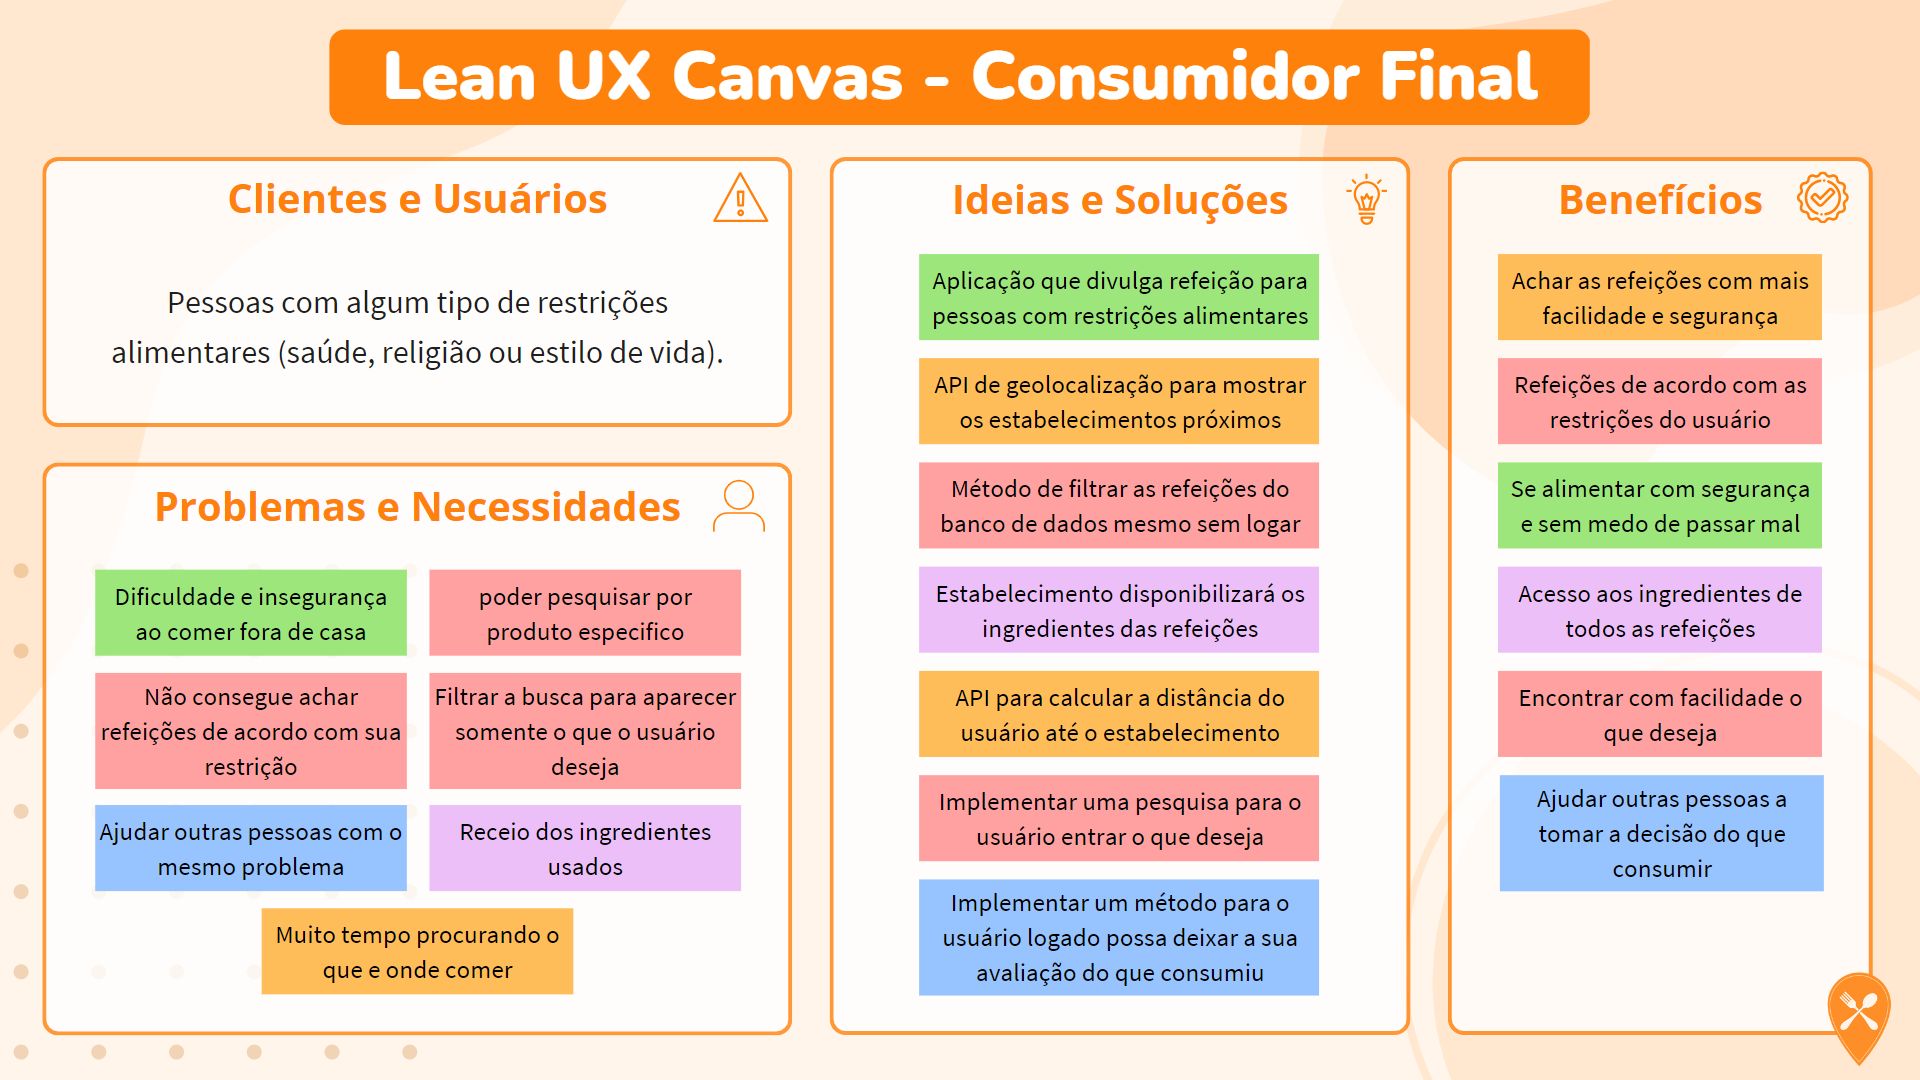 Lean UX Canvas - Consumidor Final
Clientes e Usuários
Pessoas com algum tipo de restrições
alimentares (saúde, religião ou estilo de vida).
Problemas e Necessidades
Dificuldade e insegurança
ao comer fora de casa
poder pesquisar por
produto especifico
Não consegue achar
refeições de acordo com sua
restrição
Filtrar a busca para aparecer
somente o que o usuário
deseja
Ajudar outras pessoas com o
mesmo problema
Receio dos ingredientes
usados
Muito tempo procurando o
que e onde comer
Ideias e Soluções
Aplicação que divulga refeição para
pessoas com restrições alimentares
API de geolocalização para mostrar
os estabelecimentos próximos
Método de filtrar as refeições do
banco de dados mesmo sem logar
Estabelecimento disponibilizará os
ingredientes das refeições
API para calcular a distância do
usuário até o estabelecimento
Implementar uma pesquisa para o
usuário entrar o que deseja
Implementar um método para o
usuário logado possa deixar a sua
avaliação do que consumiu
Benefícios
Achar as refeições com mais
facilidade e segurança
Refeições de acordo com as
restrições do usuário
Se alimentar com segurança
e sem medo de passar mal
Acesso aos ingredientes de
todos as refeições
Encontrar com facilidade o
que deseja
Ajudar outras pessoas a
tomar a decisão do que
consumir